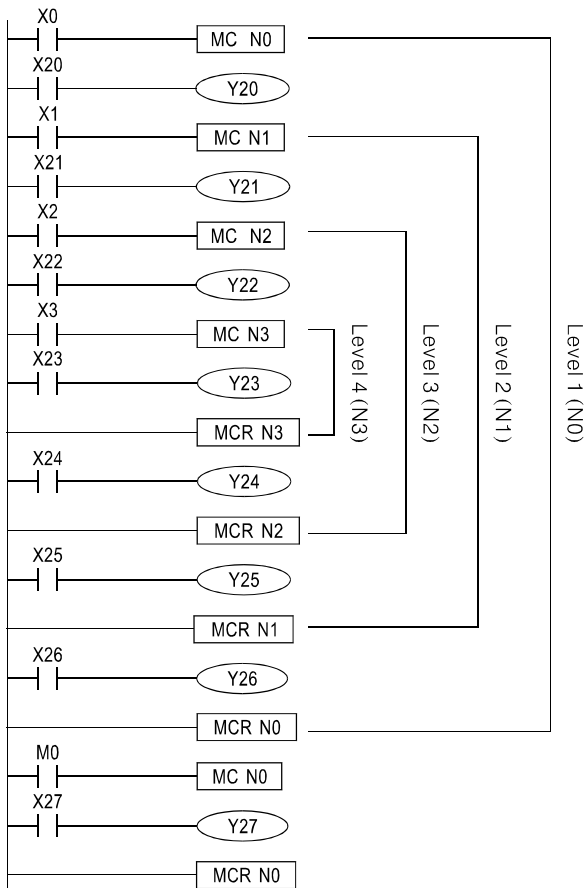 X0
MC N0
X20
Y20
X1
MC N1
X21
Y21
X2
MC N2
X22
Y22
X3
MC N3
X23
Y23
MCR N3
X24
Y24
MCR N2
X25
Y25
MCR N1
X26
Y26
MCR N0
M0
MC N0
X27
Y27
MCR N0
Level 4 (N3)
Level 3 (N2)
Level 2 (N1)
Level 1 (N0)